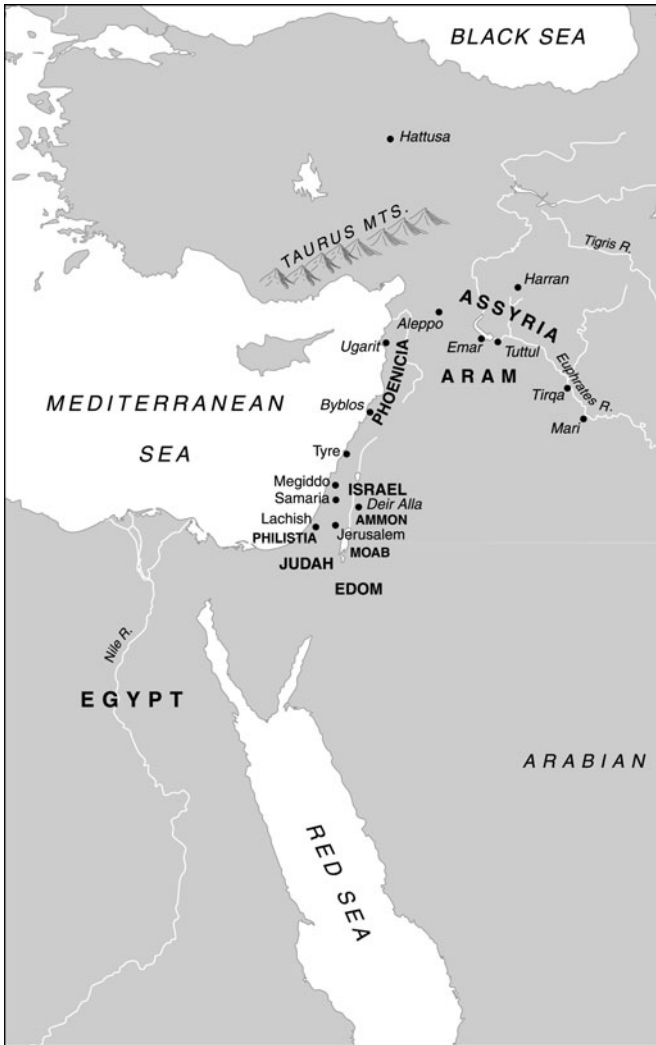 BLACK SEA
Hattusa
TAURUS MTS.
Tigris R.
Harran
ASSYRIA
Aleppo
Ugarit
Emar
Tuttul
PHOENICIA
ARAM
Euphrates R.
Tirqa
Mari
MEDITERRANEAN
SEA
Byblos
Tyre
Megiddo
ISRAEL
Samaria
Deir Alla
Lachish
AMMON
PHILISTIA
Jerusalem
MOAB
JUDAH
EDOM
Nile R.
EGYPT
ARABIAN
RED SEA